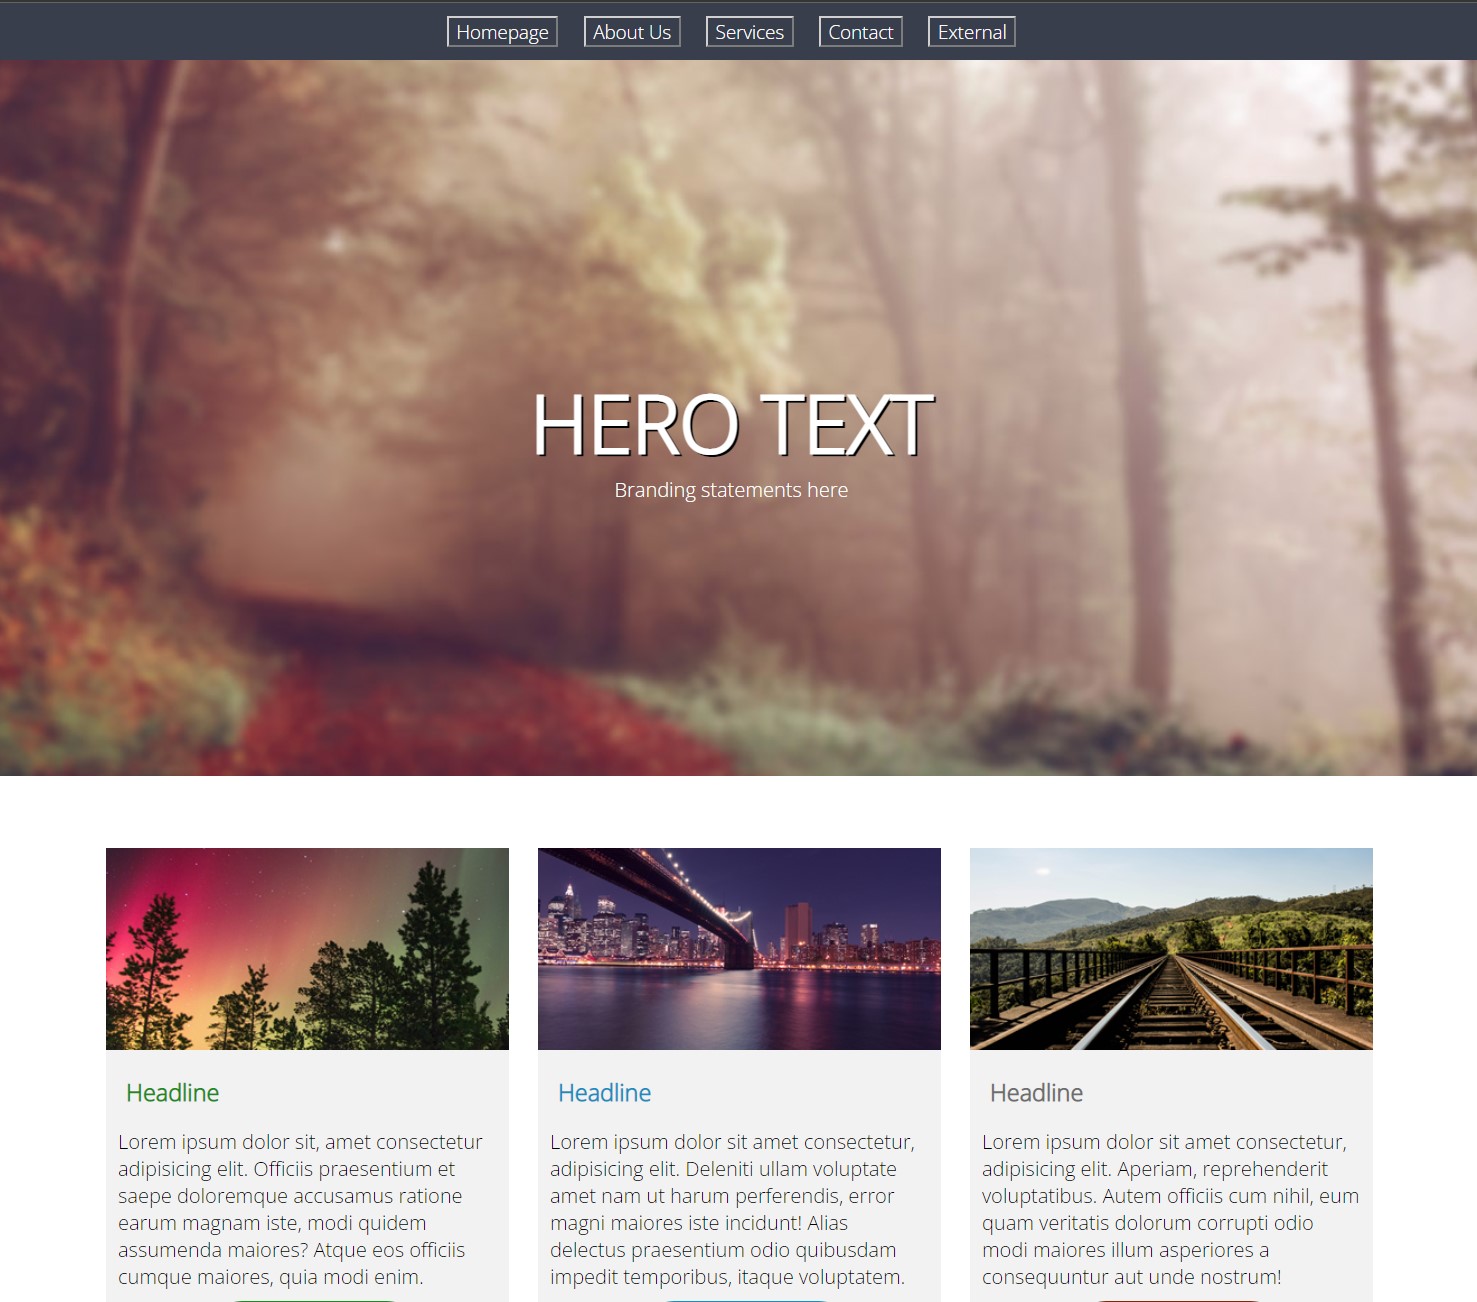 Homepage About Us Services Contact External
HERO TEXT
Branding statements here
Headline
Lorem ipsum dolor sit, amet consectetur
adipisicing elit. Officiis praesentium et
saepe doloremque accusamus ratione
earum magnam iste, modi quidem
assumenda maiores? Atque eos officiis
cumque maiores, quia modi enim.
Headline
Lorem ipsum dolor sit amet consectetur,
adipisicing elit. Deleniti ullam voluptate
amet nam ut harum perferendis, error
magni maiores iste incidunt! Alias
delectus praesentium odio quibusdam
impedit temporibus, itaque voluptatem.
Headline
Lorem ipsum dolor sit amet consectetur,
adipisicing elit. Aperiam, reprehenderit
voluptatibus. Autem officiis cum nihil, eum
quam veritatis dolorum corrupti odio
modi maiores illum asperiores a
consequuntur aut unde nostrum!